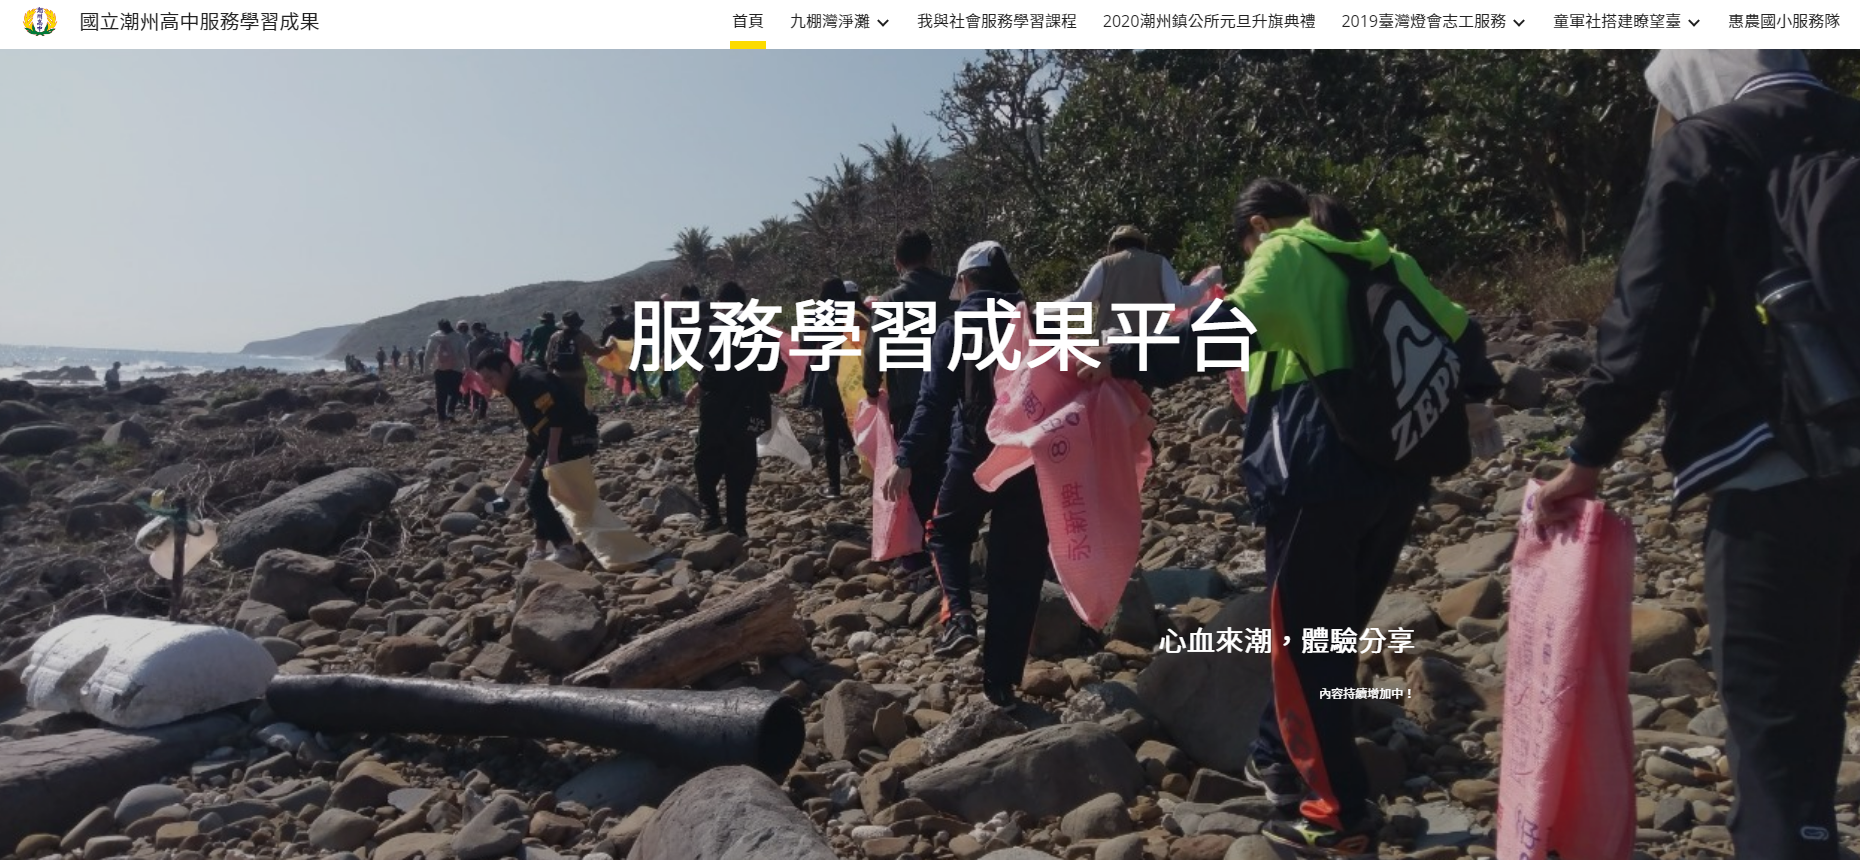 國立潮州高中服務學習成果
首頁
九棚灣淨灘
我與社會服務學習課程
2020潮州鎮公所元旦升旗典禮
2019臺灣燈會志工服務
童軍社搭建瞭望臺
惠農國小服務隊
服務學習成果平台
ZEPRO
永新牌
心血來潮，體驗分享
內容持續增加中！